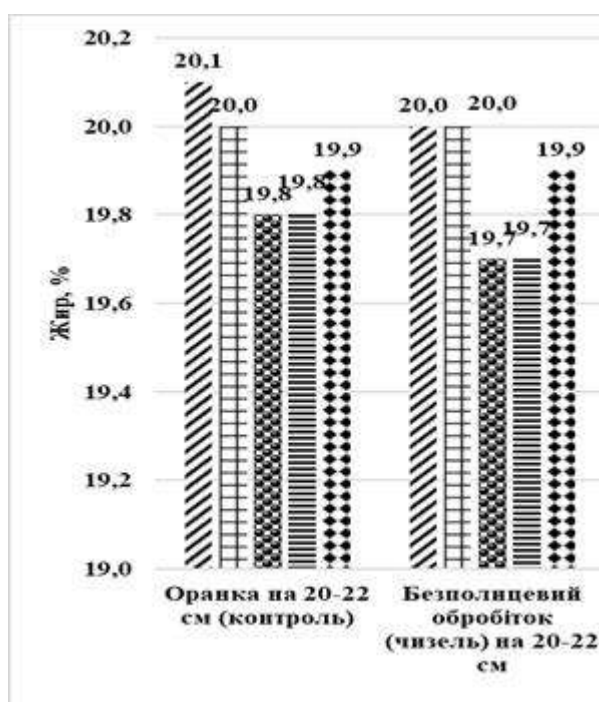 20,2
20,0
19,8
19,6
19,4
19,2
19,0
Жир, %
20,1
20,0
19,8
19,8
19,9
20,0
20,0
19,7
19,7
19,9
Оранка на 20-22
см (контроль)
Безполицевий
обробіток
(чизель) на 20-22
см